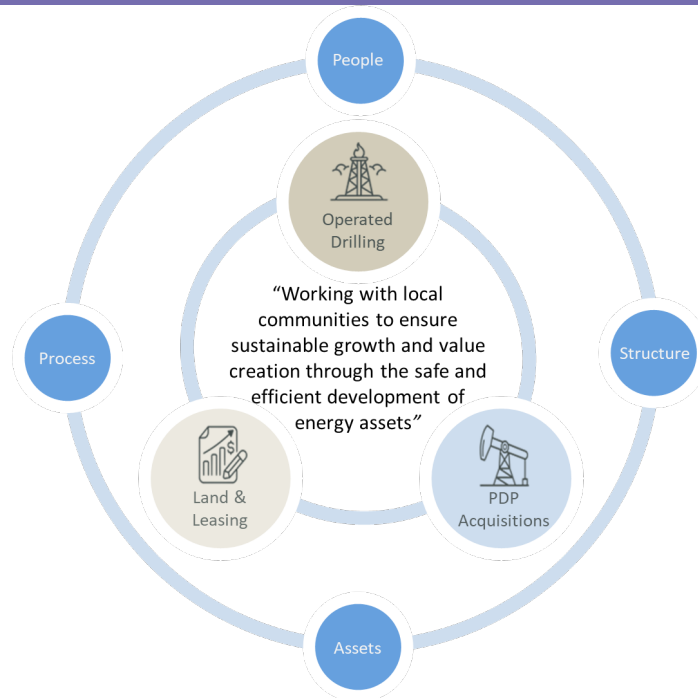 People
Operated
Drilling
“Working with local
communities to ensure
sustainable growth and value
creation through the safe and
efficient development of
energy assets”
Process
Structure
$
Land &
Leasing
PDP
Acquisitions
Assets